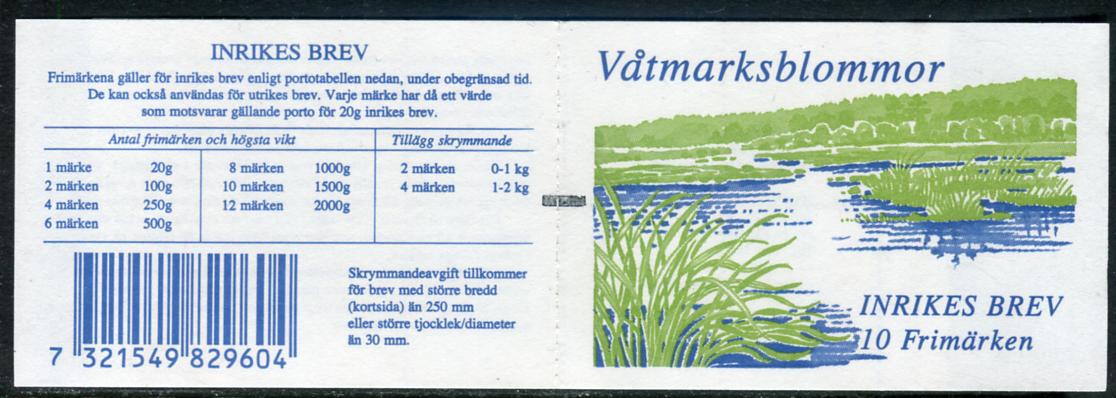 INRIKES BREV
Frimärkena gäller för inrikes brev enligt portotabellen nedan, under obegränsad tid.
De kan också användas för utrikes brev. Varje märke har då ett värde
som motsvarar gällande porto för 20g inrikes brev.
Antal frimärken och högsta vikt Tillägg skrymmande
1 märke 20g 8 märken 1000g 2 märken 0-1 kg
2 märken 100g 10 märken 1500g 4 märken 1-2 kg
4 märken 250g 12 märken 2000g
6 märken 500g
Skrymmandeavgift tillkommer
för brev med större bredd
(kortsida) än 250 mm
eller större tjocklek/diameter
än 30 mm.
7 321549 829604
Våtmarksblommor
INRIKES BREV
10 Frimärken